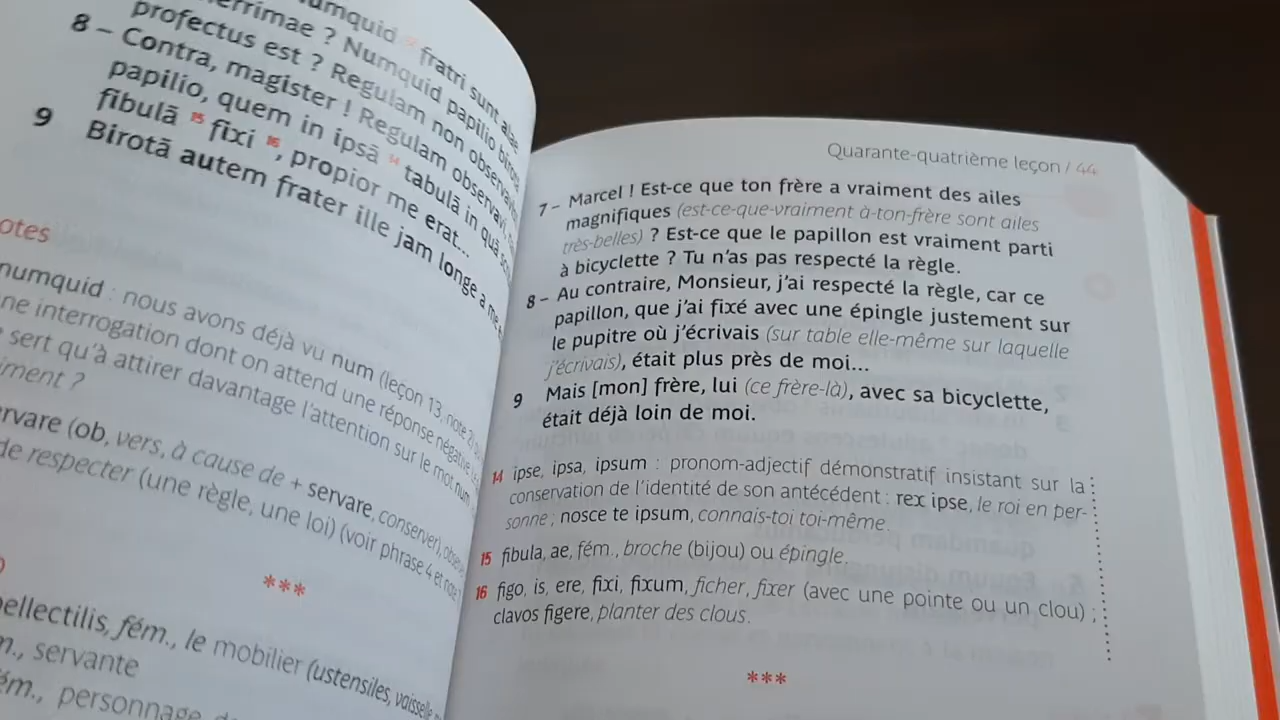 numquid fratri sunt alae
? Numquid papilio birota
profectus est ? Regulam non observavi
8 – Contra, magister ! Regulam observavi,
papilio, quem in ipsā 14 tabulā in quā
fibulā 15 fixi 16, propior me erat...
9 Birotā autem frater ille jam longe a me
numquid : nous avons déjà vu num (leçon 13, note 2)
ne interrogation dont on attend une réponse négative
sert qu'à attirer davantage l'attention sur le mot
(ob, vers, à cause de + servare, conserver),
de respecter (une règle, une loi) (voir phrase 4 et note
***
le mobilier (ustensiles,
servante
personnage
Quarante-quatrième leçon / 44
7 – Marcel ! Est-ce que ton frère a vraiment des ailes
magnifiques (est-ce-que-vraiment à-ton-frère sont ailes
très-belles) ? Est-ce que le papillon est vraiment parti
à bicyclette ? Tu n'as pas respecté la règle.
8 – Au contraire, Monsieur, j'ai respecté la règle, car ce
papillon, que j'ai fixé avec une épingle justement sur
le pupitre où j'écrivais (sur table elle-même sur laquelle
j'écrivais), était plus près de moi...
9 Mais [mon] frère, lui (ce frère-là), avec sa bicyclette,
était déjà loin de moi.
14 ipse, ipsa, ipsum : pronom-adjectif démonstratif insistant sur la
conservation de l'identité de son antécédent : rex ipse, le roi en per-
sonne ; nosce te ipsum, connais-toi toi-même.
15 fibula, ae, fém., broche (bijou) ou épingle.
16 figo, is, ere, fixi, fixum, ficher, fixer (avec une pointe ou un clou) ;
clavos figere, planter des clous.
***